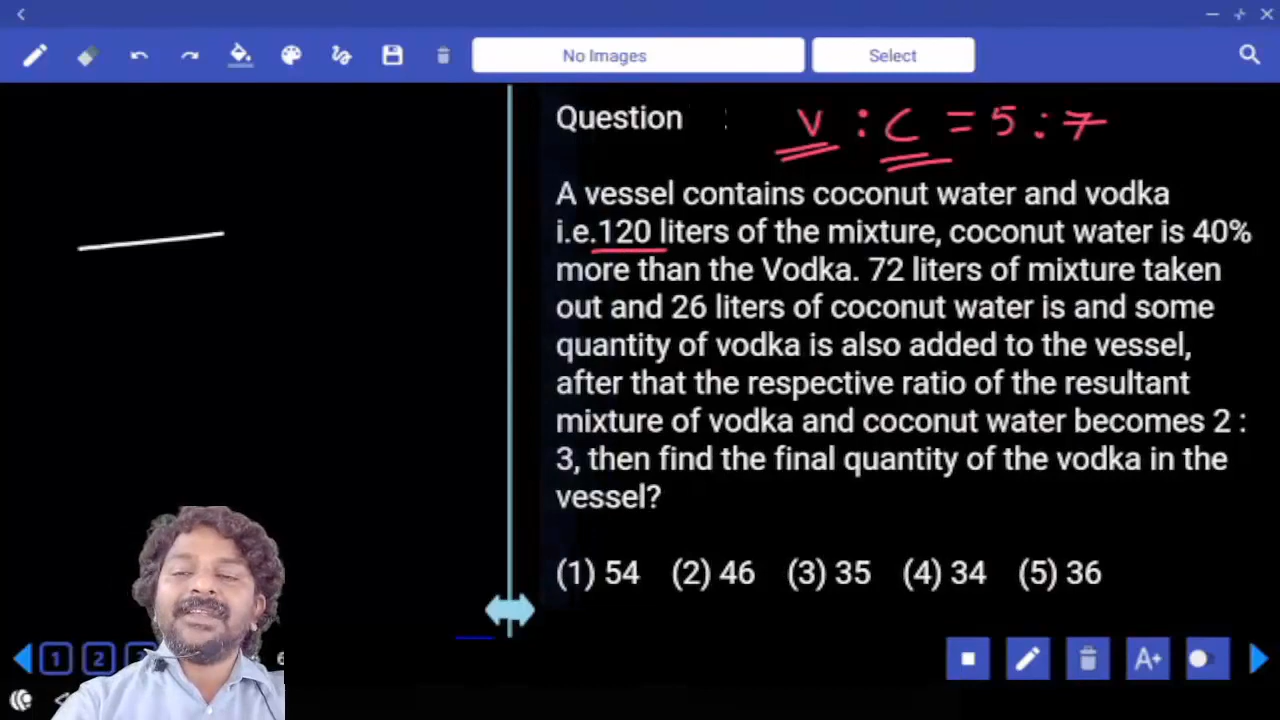 No Images
Select
Question :
V : C = 5 : 7
A vessel contains coconut water and vodka
i.e.120 liters of the mixture, coconut water is 40%
more than the Vodka. 72 liters of mixture taken
out and 26 liters of coconut water is and some
quantity of vodka is also added to the vessel,
after that the respective ratio of the resultant
mixture of vodka and coconut water becomes 2 :
3, then find the final quantity of the vodka in the
vessel?
(1) 54 (2) 46 (3) 35 (4) 34 (5) 36
1 2
A+